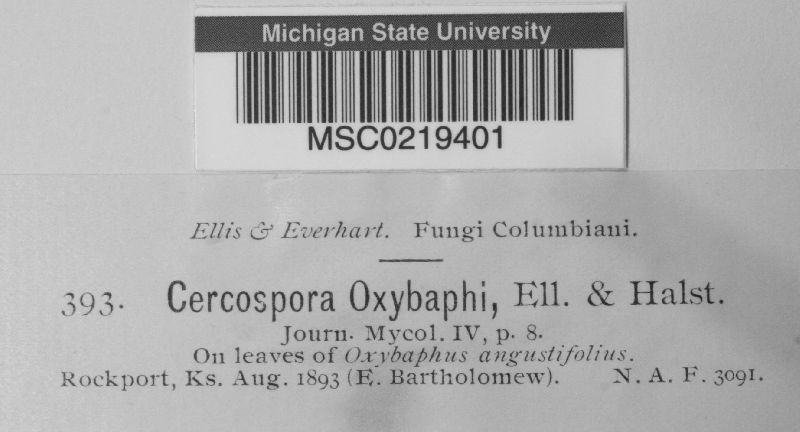 Michigan State University
MSC0219401
Ellis & Everhart. Fungi Columbiani.
393. Cercospora Oxybaphi, Ell. & Halst.
Journ. Mycol. IV, p. 8.
On leaves of Oxybaphus angustifolius.
Rockport, Ks. Aug. 1893 (E. Bartholomew). N. A. F. 3091.